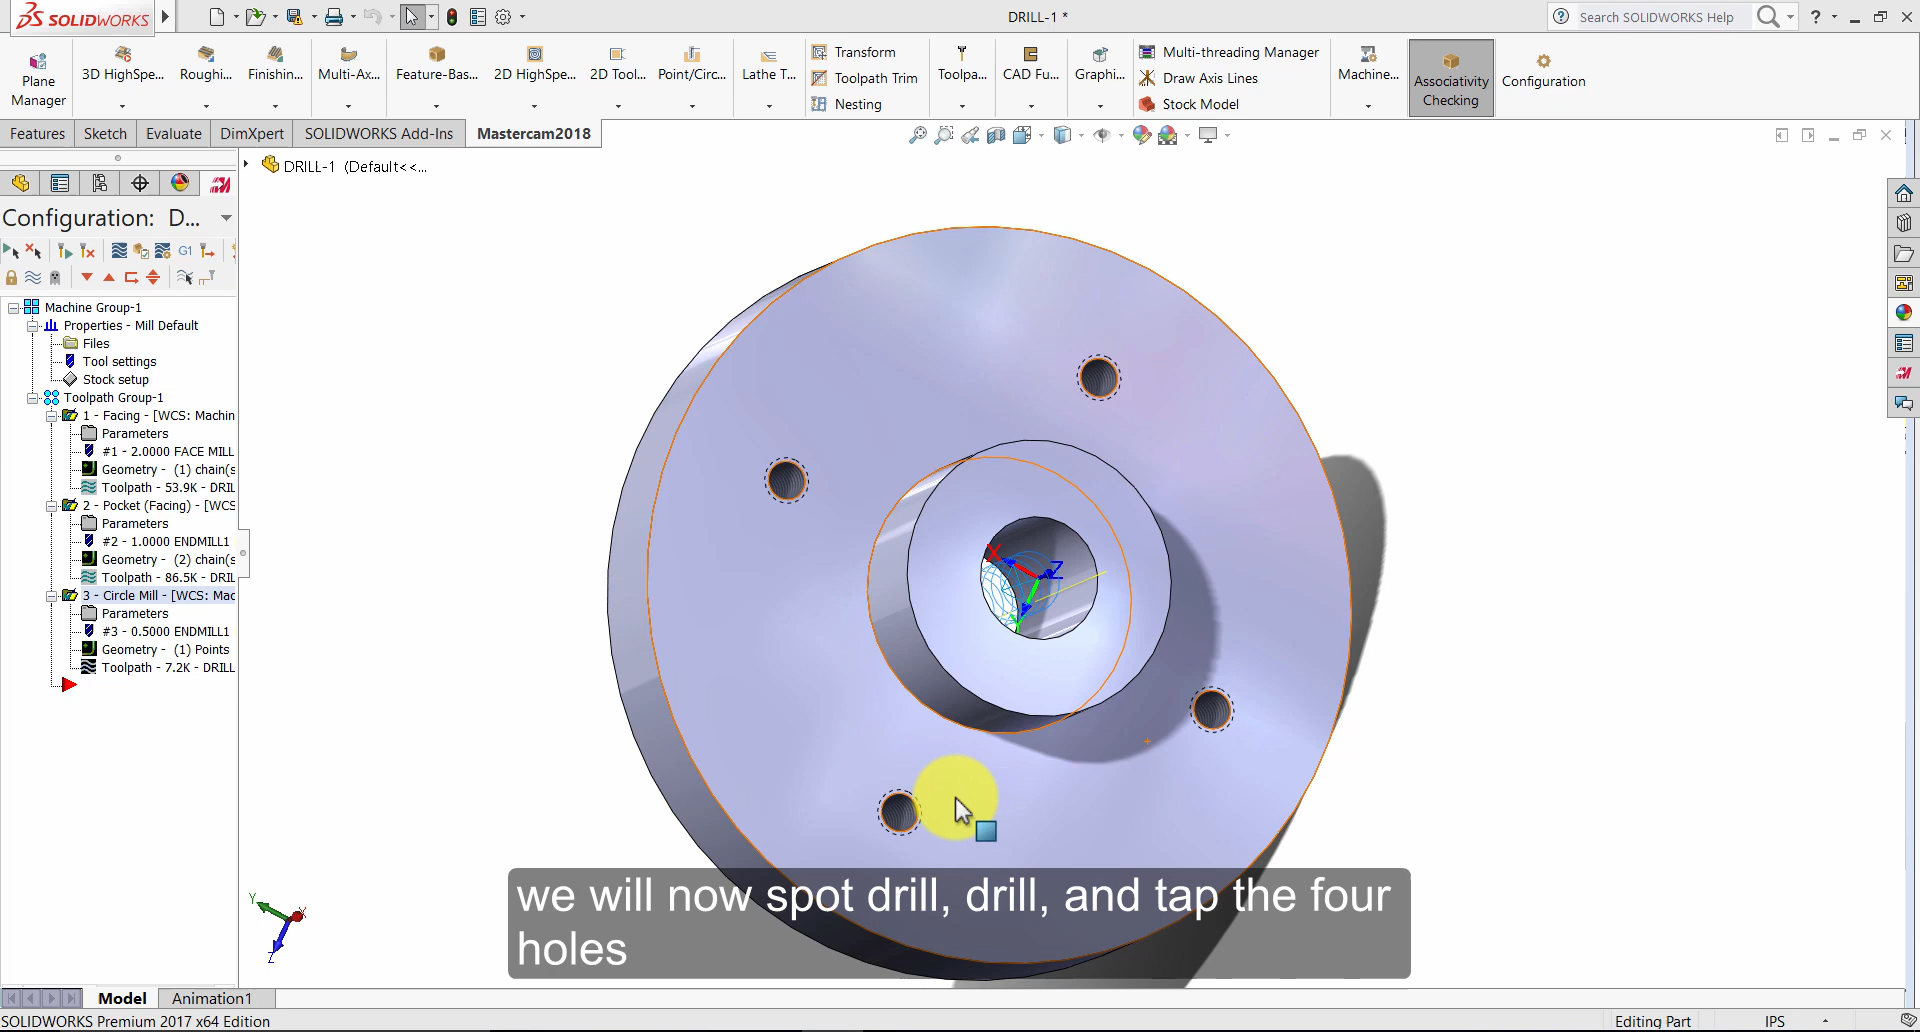 SOLIDWORKS
DRILL-1 *
Search SOLIDWORKS Help
Plane Manager
3D HighSpe...
Roughi...
Finishin...
Multi-Ax...
Feature-Bas...
2D HighSpe...
2D Tool...
Point/Circ...
Lathe T...
Transform
Toolpath Trim
Nesting
Toolpa...
CAD Fu...
Graphi...
Multi-threading Manager
Draw Axis Lines
Stock Model
Machine...
Associativity Checking
Configuration
Features
Sketch
Evaluate
DimXpert
SOLIDWORKS Add-Ins
Mastercam2018
DRILL-1 (Default<<...
Configuration: D...
G1
Machine Group-1
Properties - Mill Default
Files
Tool settings
Stock setup
Toolpath Group-1
1 - Facing - [WCS: Machin
Parameters
#1 - 2.0000 FACE MILL
Geometry - (1) chain(s
Toolpath - 53.9K - DRIL
2 - Pocket (Facing) - [WCS
Parameters
#2 - 1.0000 ENDMILL1
Geometry - (2) chain(s
Toolpath - 86.5K - DRIL
3 - Circle Mill - [WCS: Mac
Parameters
#3 - 0.5000 ENDMILL1
Geometry - (1) Points
Toolpath - 7.2K - DRILL
X
Z
Y
X
Z
we will now spot drill, drill, and tap the four
holes
Model
Animation1
SOLIDWORKS Premium 2017 x64 Edition
Editing Part
IPS